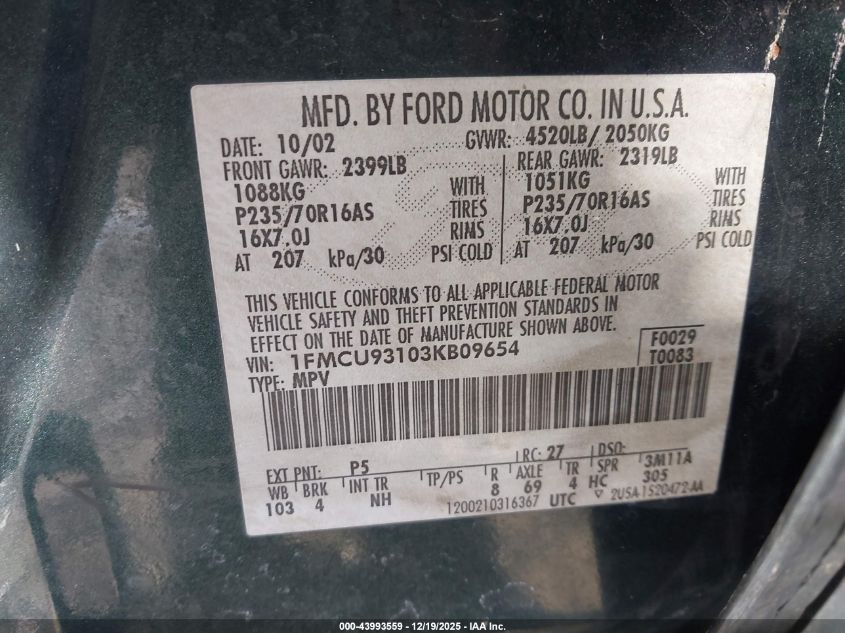 MFD. BY FORD MOTOR CO. IN U.S.A.
DATE: 10/02 GVWR: 4520LB/ 2050KG
FRONT GAWR: 2399LB REAR GAWR: 2319LB
1088KG WITH 1051KG WITH
P235/70R16AS TIRES P235/70R16AS TIRES
16X7.0J RIMS 16X7.0J RIMS
AT 207 kPa/30 PSI COLD AT 207 kPa/30 PSI COLD
THIS VEHICLE CONFORMS TO ALL APPLICABLE FEDERAL MOTOR
VEHICLE SAFETY AND THEFT PREVENTION STANDARDS IN
EFFECT ON THE DATE OF MANUFACTURE SHOWN ABOVE.
VIN: 1FMCU93103KB09654 F0029
TYPE: MPV T0083
EXT PNT: P5 RC: 27 DSO:
WB BRK INT TR TP/PS R AXLE TR SPR 3M11A
103 4 NH 8 69 4 HC 305
1200210316367 UTC 2U5A-1520472-AA
000-43993559 - 12/19/2025 - IAA Inc.